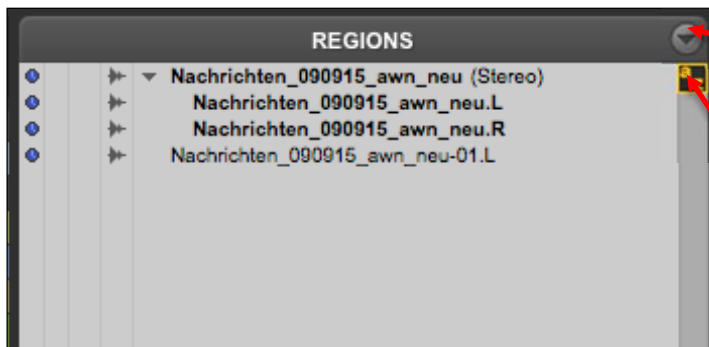 REGIONS
Nachrichten_090915_awn_neu (Stereo)
Nachrichten_090915_awn_neu.L
Nachrichten_090915_awn_neu.R
Nachrichten_090915_awn_neu-01.L
a